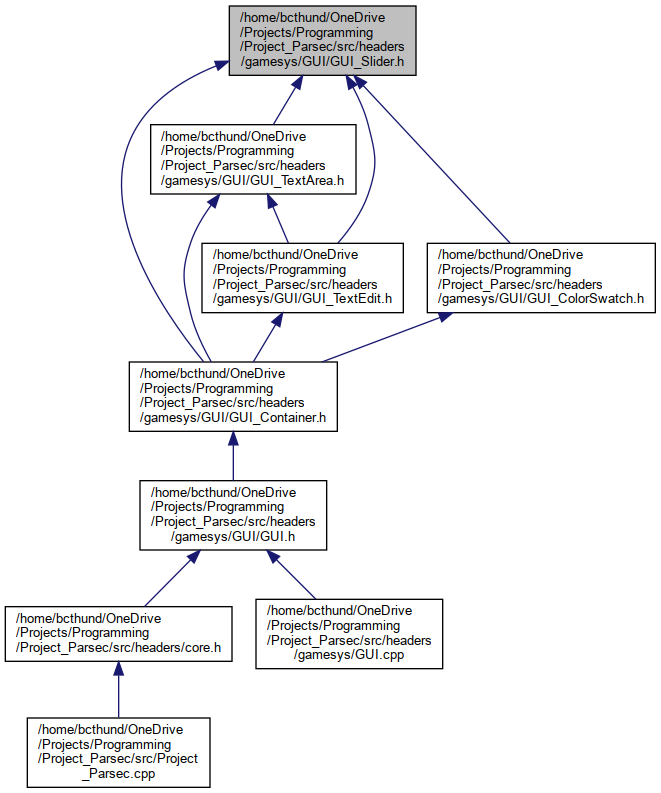 /home/bcthund/OneDrive
/Projects/Programming
/Project_Parsec/src/headers
/gamesys/GUI/GUI_Slider.h
/home/bcthund/OneDrive
/Projects/Programming
/Project_Parsec/src/headers
/gamesys/GUI/GUI_TextArea.h
/home/bcthund/OneDrive
/Projects/Programming
/Project_Parsec/src/headers
/gamesys/GUI/GUI_TextEdit.h
/home/bcthund/OneDrive
/Projects/Programming
/Project_Parsec/src/headers
/gamesys/GUI/GUI_ColorSwatch.h
/home/bcthund/OneDrive
/Projects/Programming
/Project_Parsec/src/headers
/gamesys/GUI/GUI_Container.h
/home/bcthund/OneDrive
/Projects/Programming
/Project_Parsec/src/headers
/gamesys/GUI/GUI.h
/home/bcthund/OneDrive
/Projects/Programming
/Project_Parsec/src/headers/core.h
/home/bcthund/OneDrive
/Projects/Programming
/Project_Parsec/src/headers
/gamesys/GUI.cpp
/home/bcthund/OneDrive
/Projects/Programming
/Project_Parsec/src/Project
_Parsec.cpp